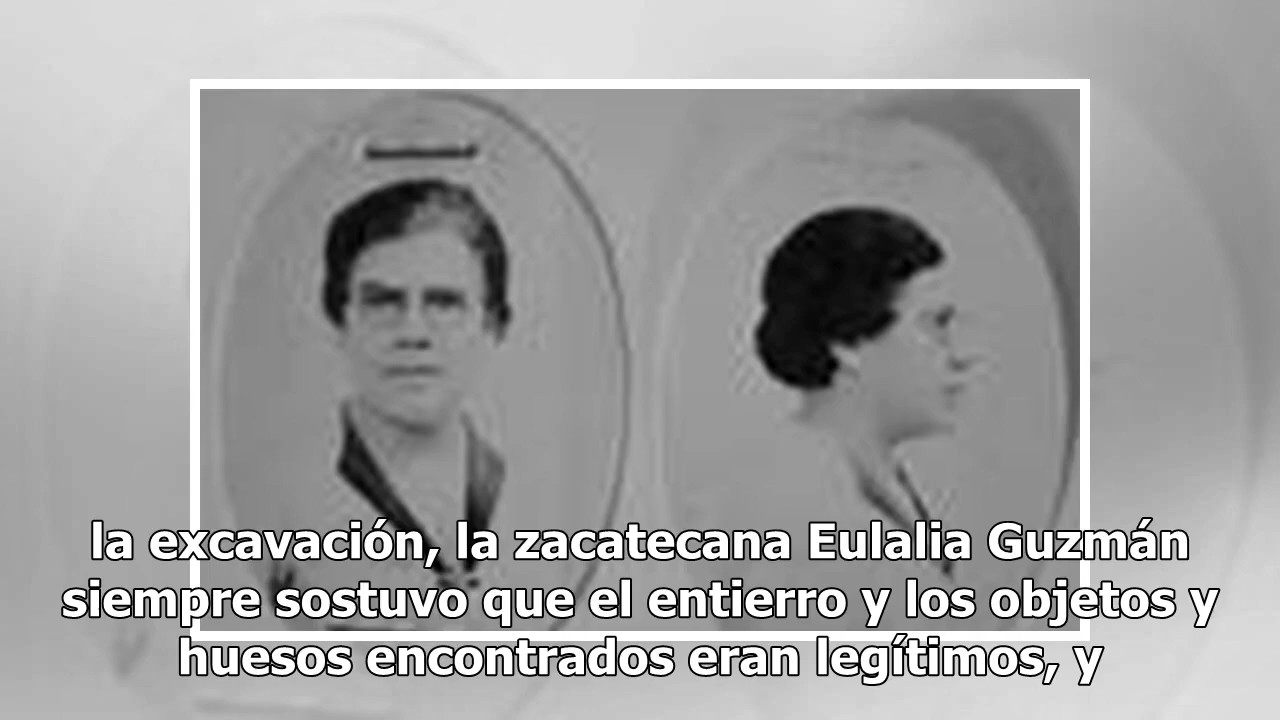 la excavación, la zacatecana Eulalia Guzmán
siempre sostuvo que el entierro y los objetos y
huesos encontrados eran legítimos, y